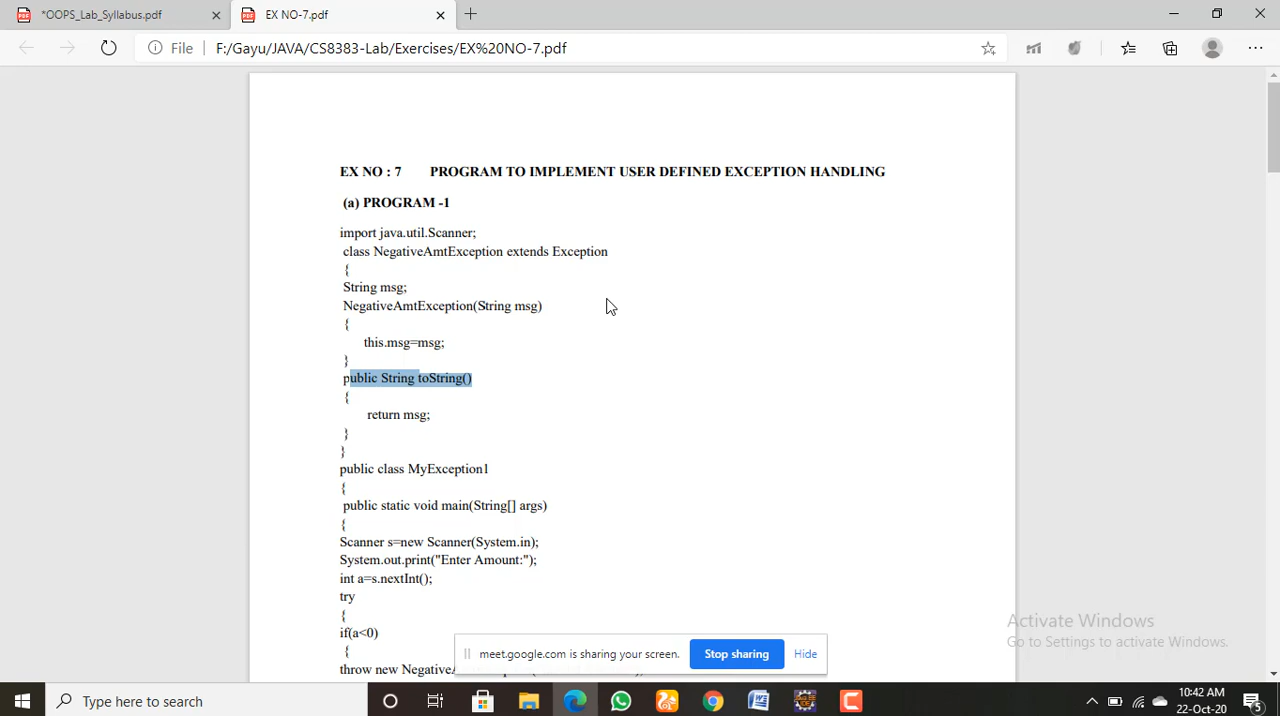 *OOPS_Lab_Syllabus.pdf
EX NO-7.pdf
File
F:/Gayu/JAVA/CS8383-Lab/Exercises/EX%20NO-7.pdf
EX NO : 7 PROGRAM TO IMPLEMENT USER DEFINED EXCEPTION HANDLING
(a) PROGRAM -1
import java.util.Scanner;
class NegativeAmtException extends Exception
{
String msg;
NegativeAmtException(String msg)
{
this.msg=msg;
}
public String toString()
{
return msg;
}
}
public class MyException1
{
public static void main(String[] args)
{
Scanner s=new Scanner(System.in);
System.out.print("Enter Amount:");
int a=s.nextInt();
try
{
if(a<0)
{
throw new
Activate Windows
Go to Settings to activate Windows.
meet.google.com is sharing your screen.
Stop sharing
Hide
Type here to search
10:42 AM
22-Oct-20
5